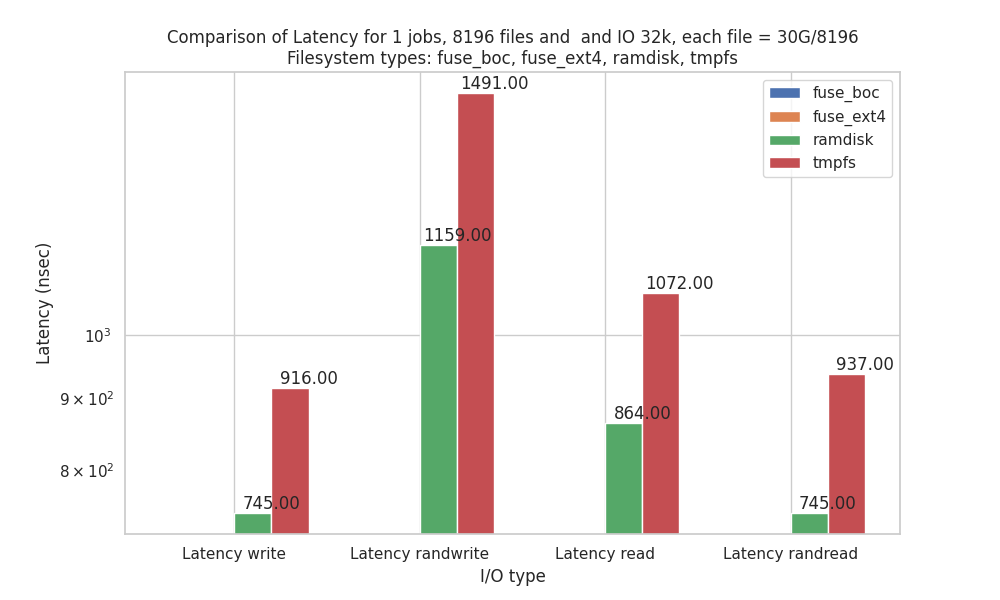 Comparison of Latency for 1 jobs, 8196 files and  and IO 32k, each file = 30G/8196
Filesystem types: fuse_boc, fuse_ext4, ramdisk, tmpfs
fuse_boc
fuse_ext4
ramdisk
tmpfs
Latency (nsec)
10³
9 × 10²
8 × 10²
745.00
916.00
1159.00
1491.00
864.00
1072.00
745.00
937.00
Latency write
Latency randwrite
Latency read
Latency randread
I/O type